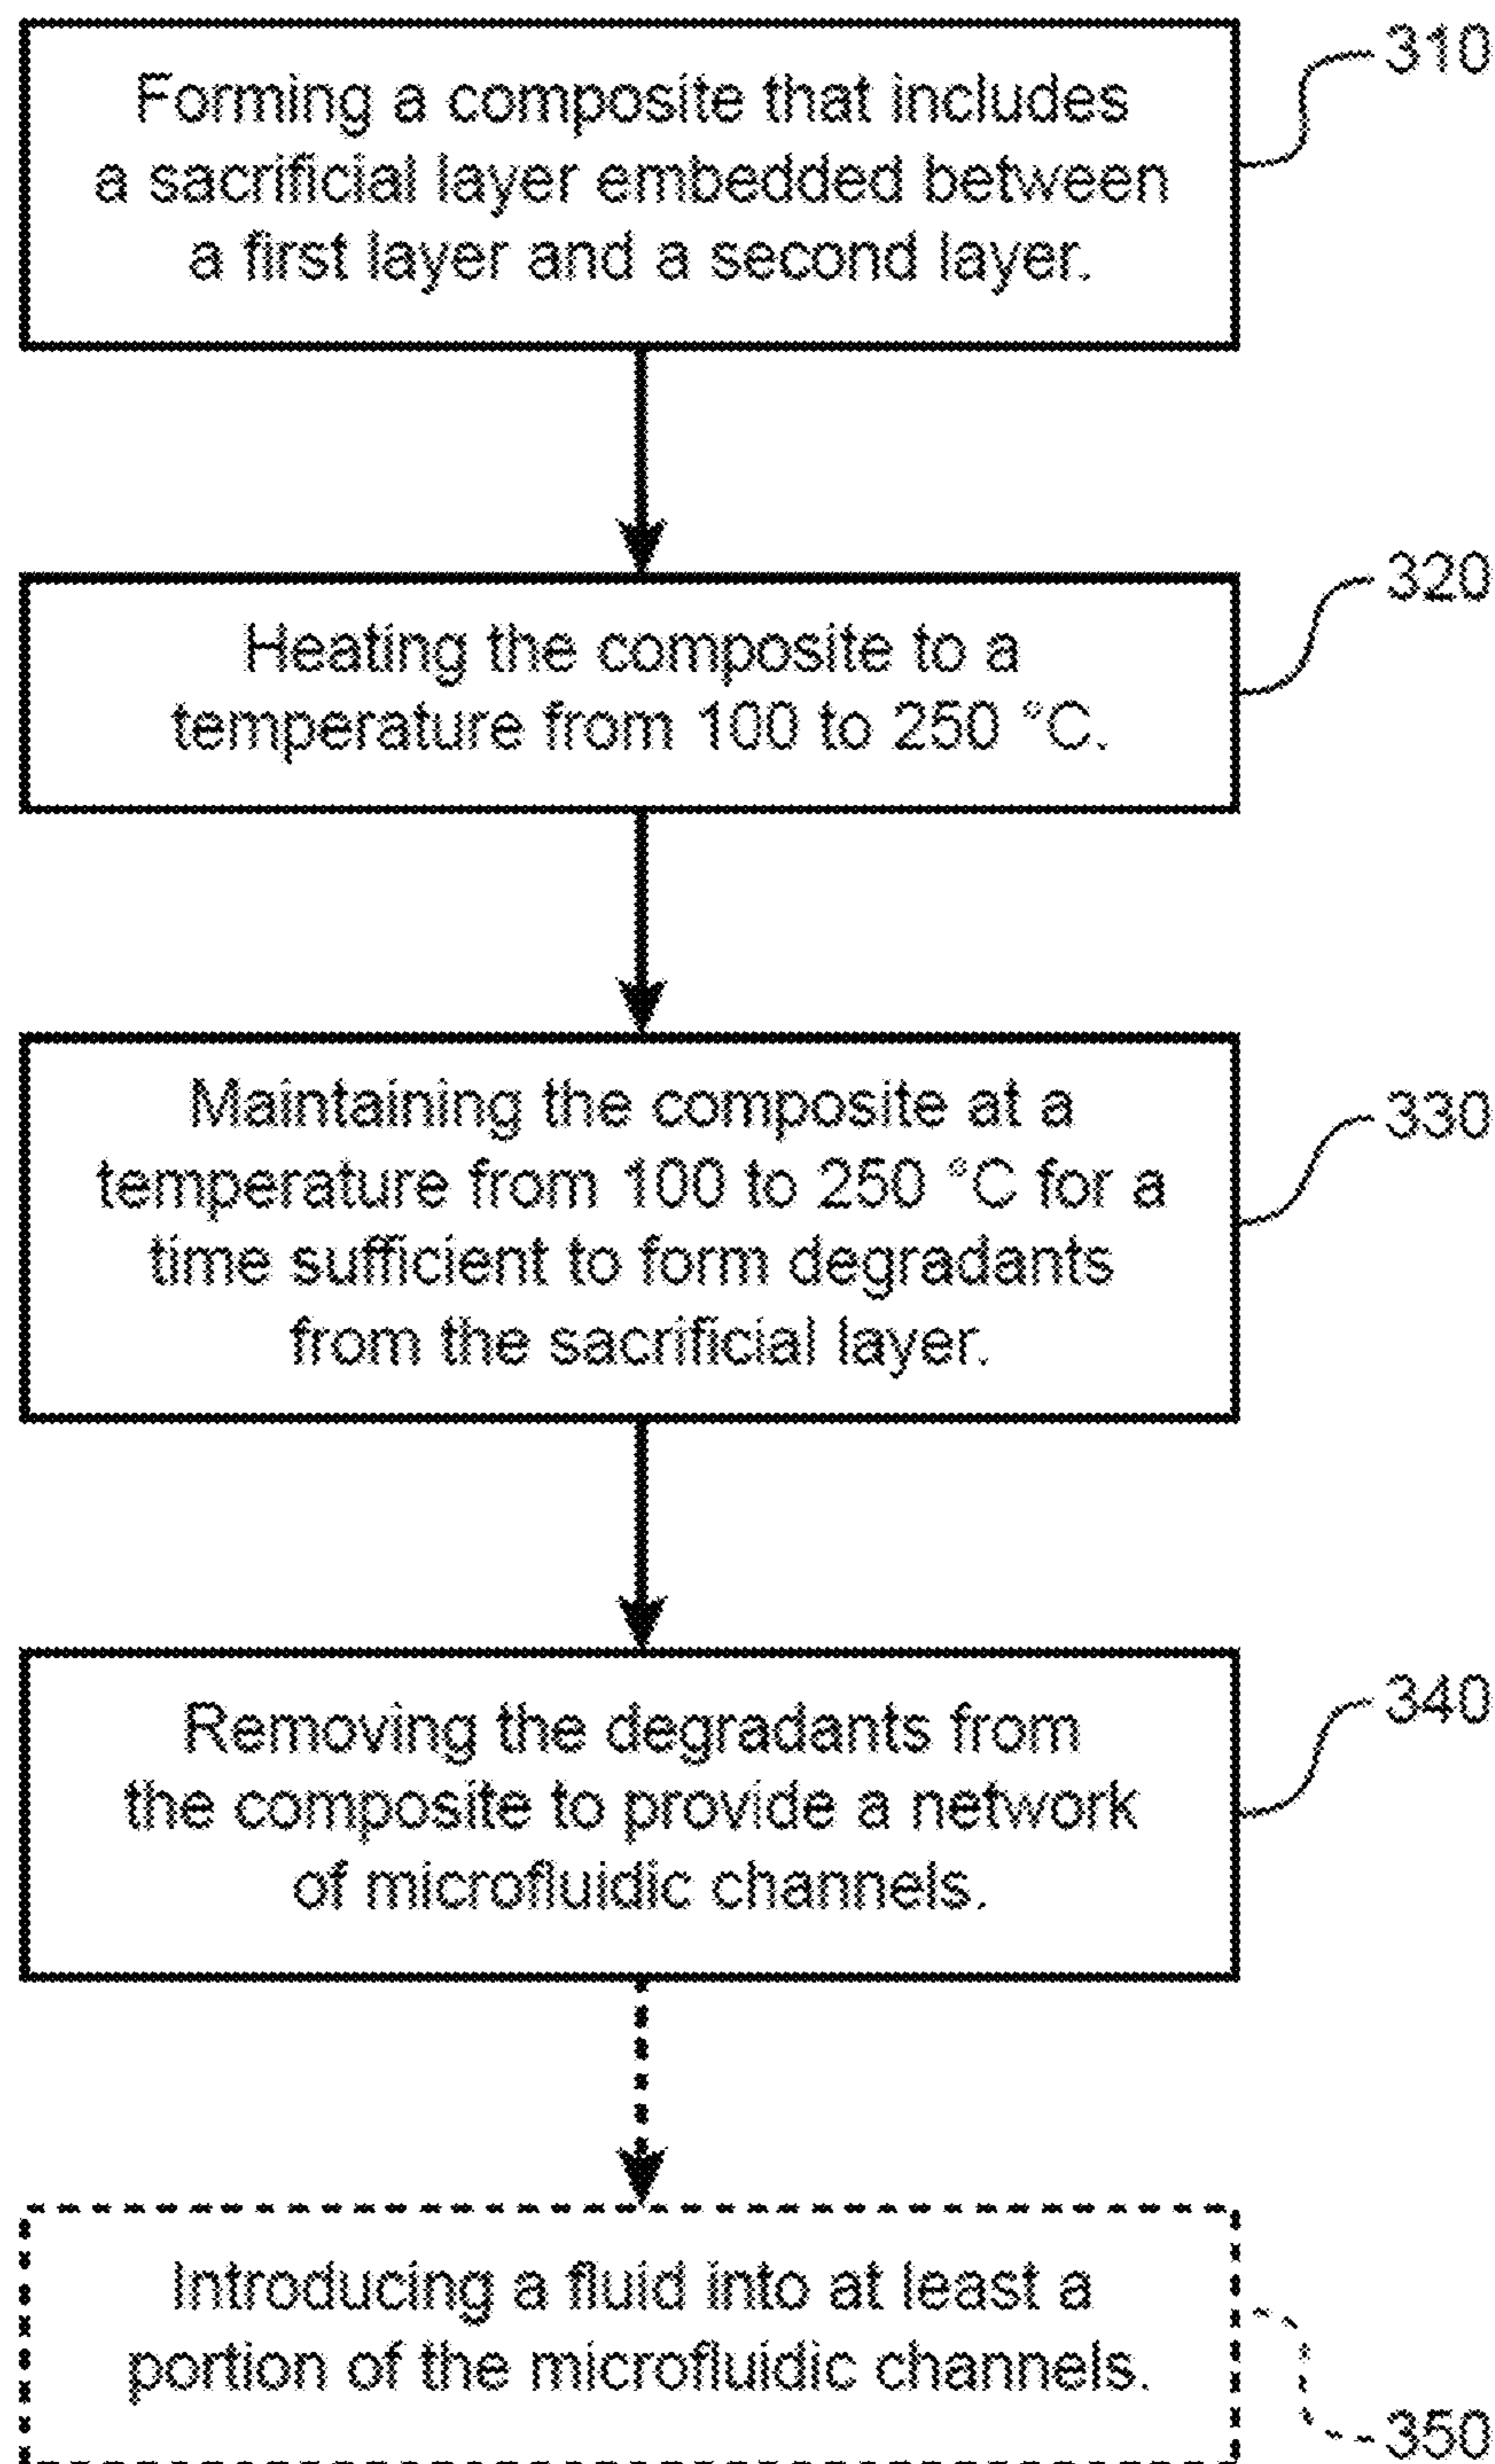 Forming a composite that includes
a sacrificial layer embedded between
a first layer and a second layer.
310
Heating the composite to a
temperature from 100 to 250 °C.
320
Maintaining the composite at a
temperature from 100 to 250 °C for a
time sufficient to form degradants
from the sacrificial layer.
330
Removing the degradants from
the composite to provide a network
of microfluidic channels.
340
Introducing a fluid into at least a
portion of the microfluidic channels.
350